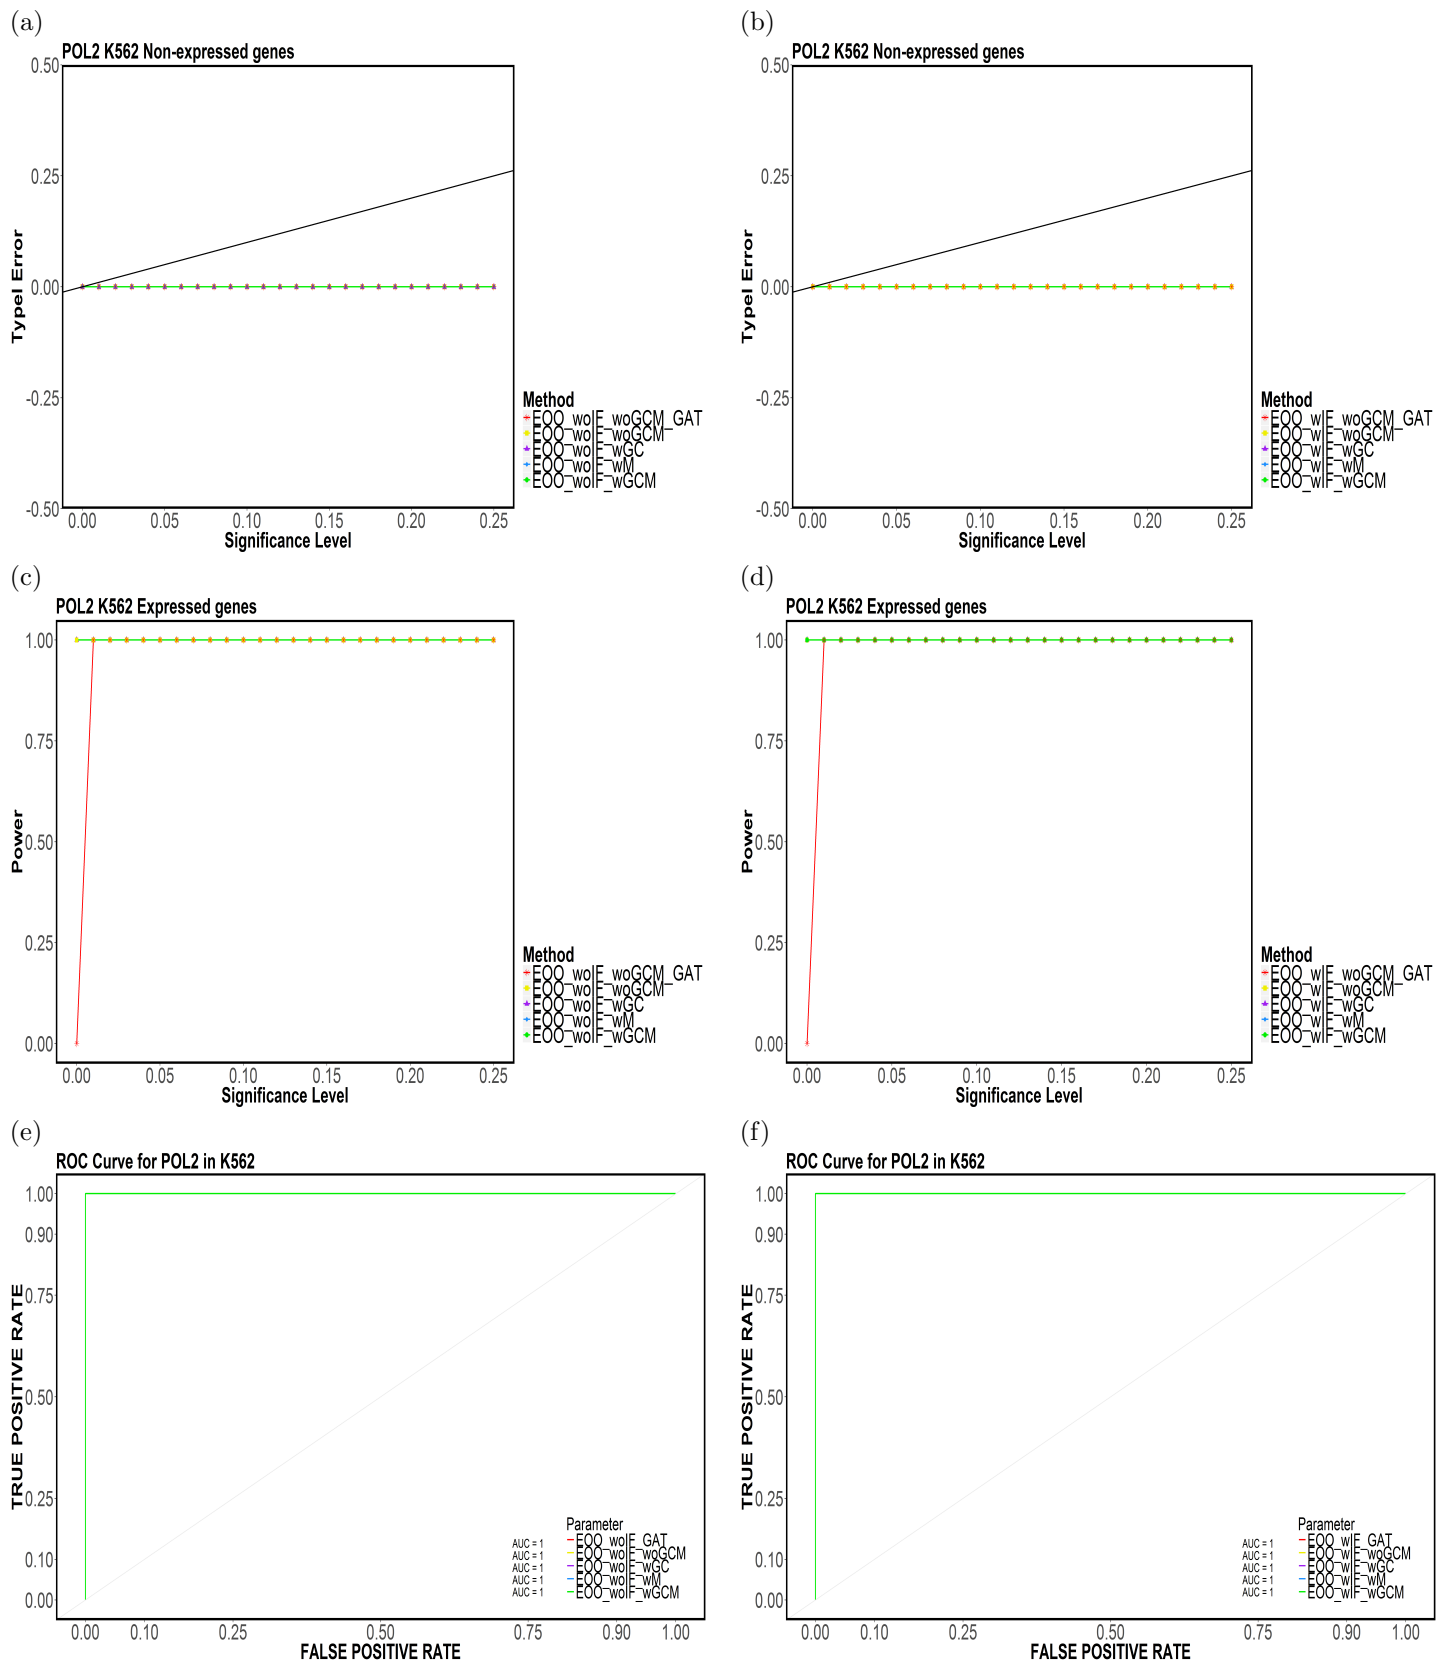 (a)
POL2 K562 Non-expressed genes
0.50
0.25
0.00
-0.25
-0.50
TypeI Error
0.00 0.05 0.10 0.15 0.20 0.25
Significance Level
Method
EOO_woIF_woGCM_GAT
EOO_woIF_woGCM
EOO_woIF_wGC
EOO_woIF_wM
EOO_woIF_wGCM
(b)
POL2 K562 Non-expressed genes
0.50
0.25
0.00
-0.25
-0.50
TypeI Error
0.00 0.05 0.10 0.15 0.20 0.25
Significance Level
Method
EOO_wIF_woGCM_GAT
EOO_wIF_woGCM
EOO_wIF_wGC
EOO_wIF_wM
EOO_wIF_wGCM
(c)
POL2 K562 Expressed genes
1.00
0.75
0.50
0.25
0.00
Power
0.00 0.05 0.10 0.15 0.20 0.25
Significance Level
Method
EOO_woIF_woGCM_GAT
EOO_woIF_woGCM
EOO_woIF_wGC
EOO_woIF_wM
EOO_woIF_wGCM
(d)
POL2 K562 Expressed genes
1.00
0.75
0.50
0.25
0.00
Power
0.00 0.05 0.10 0.15 0.20 0.25
Significance Level
Method
EOO_wIF_woGCM_GAT
EOO_wIF_woGCM
EOO_wIF_wGC
EOO_wIF_wM
EOO_wIF_wGCM
(e)
ROC Curve for POL2 in K562
1.00
0.90
0.75
0.50
0.25
0.10
0.00
TRUE POSITIVE RATE
Parameter
AUC = 1 EOO_woIF_GAT
AUC = 1 EOO_woIF_woGCM
AUC = 1 EOO_woIF_wGC
AUC = 1 EOO_woIF_wM
AUC = 1 EOO_woIF_wGCM
0.00 0.10 0.25 0.50 0.75 0.90 1.00
FALSE POSITIVE RATE
(f)
ROC Curve for POL2 in K562
1.00
0.90
0.75
0.50
0.25
0.10
0.00
TRUE POSITIVE RATE
Parameter
AUC = 1 EOO_wIF_GAT
AUC = 1 EOO_wIF_woGCM
AUC = 1 EOO_wIF_wGC
AUC = 1 EOO_wIF_wM
AUC = 1 EOO_wIF_wGCM
0.00 0.10 0.25 0.50 0.75 0.90 1.00
FALSE POSITIVE RATE